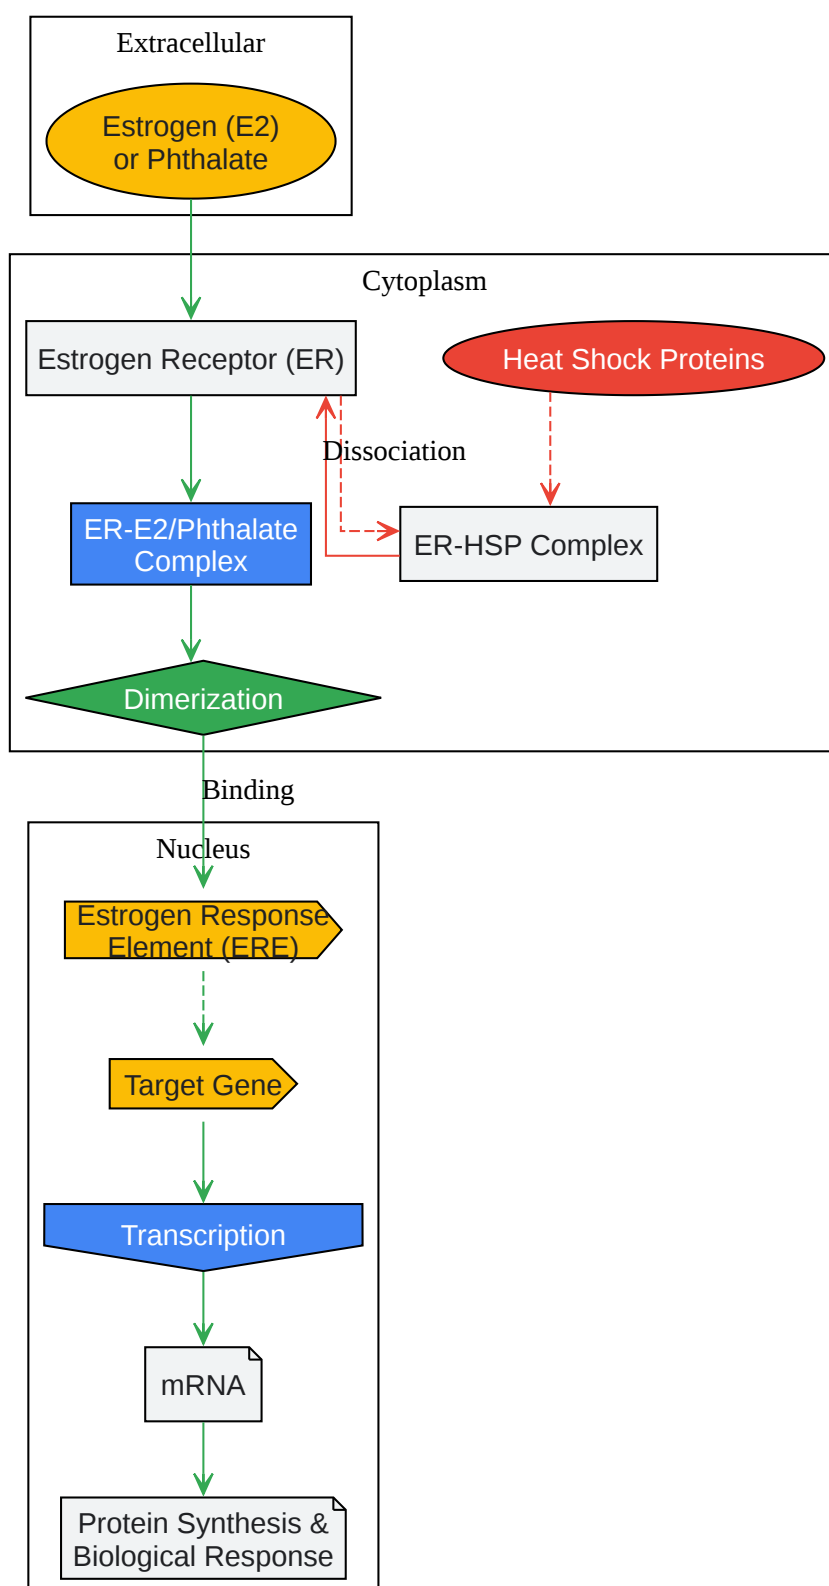 Extracellular
Estrogen (E2)
or Phthalate
Cytoplasm
Estrogen Receptor (ER)
Heat Shock Proteins
Dissociation
ER-E2/Phthalate
Complex
ER-HSP Complex
Dimerization
Binding
Nucleus
Estrogen Response
Element (ERE)
Target Gene
Transcription
mRNA
Protein Synthesis &
Biological Response